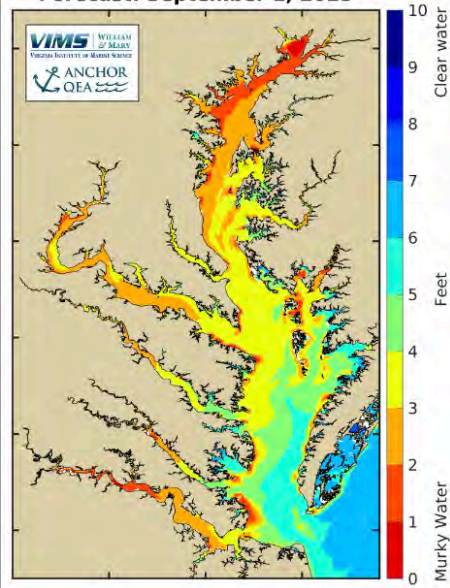 VIMS
WILLIAM
& MARY
VIRGINIA INSTITUTE OF MARINE SCIENCE
ANCHOR
QEA
10
9
7
6
5
4
3
2
1
0
Clear water
Feet
Murky Water